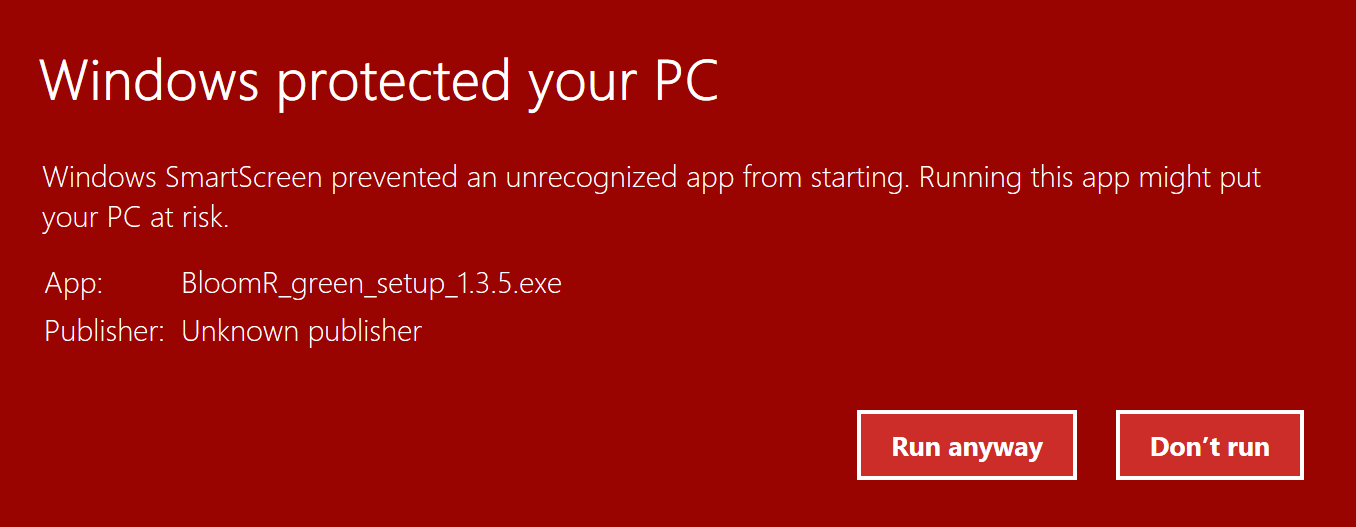 Windows protected your PC
Windows SmartScreen prevented an unrecognized app from starting. Running this app might put
your PC at risk.
App: BloomR_green_setup_1.3.5.exe
Publisher: Unknown publisher
Run anyway Don’t run